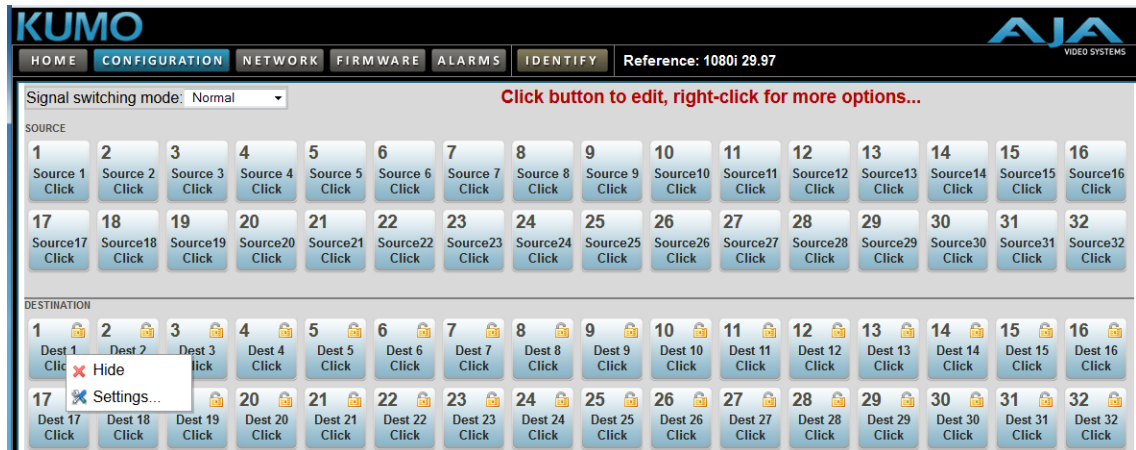 KUMO
AJA
VIDEO SYSTEMS
HOME CONFIGURATION NETWORK FIRMWARE ALARMS IDENTIFY Reference: 1080i 29.97
Signal switching mode: Normal Click button to edit, right-click for more options...
SOURCE
1 2 3 4 5 6 7 8 9 10 11 12 13 14 15 16
Source 1 Source 2 Source 3 Source 4 Source 5 Source 6 Source 7 Source 8 Source 9 Source10 Source11 Source12 Source13 Source14 Source15 Source16
Click Click Click Click Click Click Click Click Click Click Click Click Click Click Click Click
17 18 19 20 21 22 23 24 25 26 27 28 29 30 31 32
Source17 Source18 Source19 Source20 Source21 Source22 Source23 Source24 Source25 Source26 Source27 Source28 Source29 Source30 Source31 Source32
Click Click Click Click Click Click Click Click Click Click Click Click Click Click Click Click
DESTINATION
1 2 3 4 5 6 7 8 9 10 11 12 13 14 15 16
Dest 1 Dest 2 Dest 3 Dest 4 Dest 5 Dest 6 Dest 7 Dest 8 Dest 9 Dest 10 Dest 11 Dest 12 Dest 13 Dest 14 Dest 15 Dest 16
Click Click Click Click Click Click Click Click Click Click Click Click Click Click
Hide
Settings...
17 20 21 22 23 24 25 26 27 28 29 30 31 32
Dest 17 Dest 18 Dest 19 Dest 20 Dest 21 Dest 22 Dest 23 Dest 24 Dest 25 Dest 26 Dest 27 Dest 28 Dest 29 Dest 30 Dest 31 Dest 32
Click Click Click Click Click Click Click Click Click Click Click Click Click Click Click Click